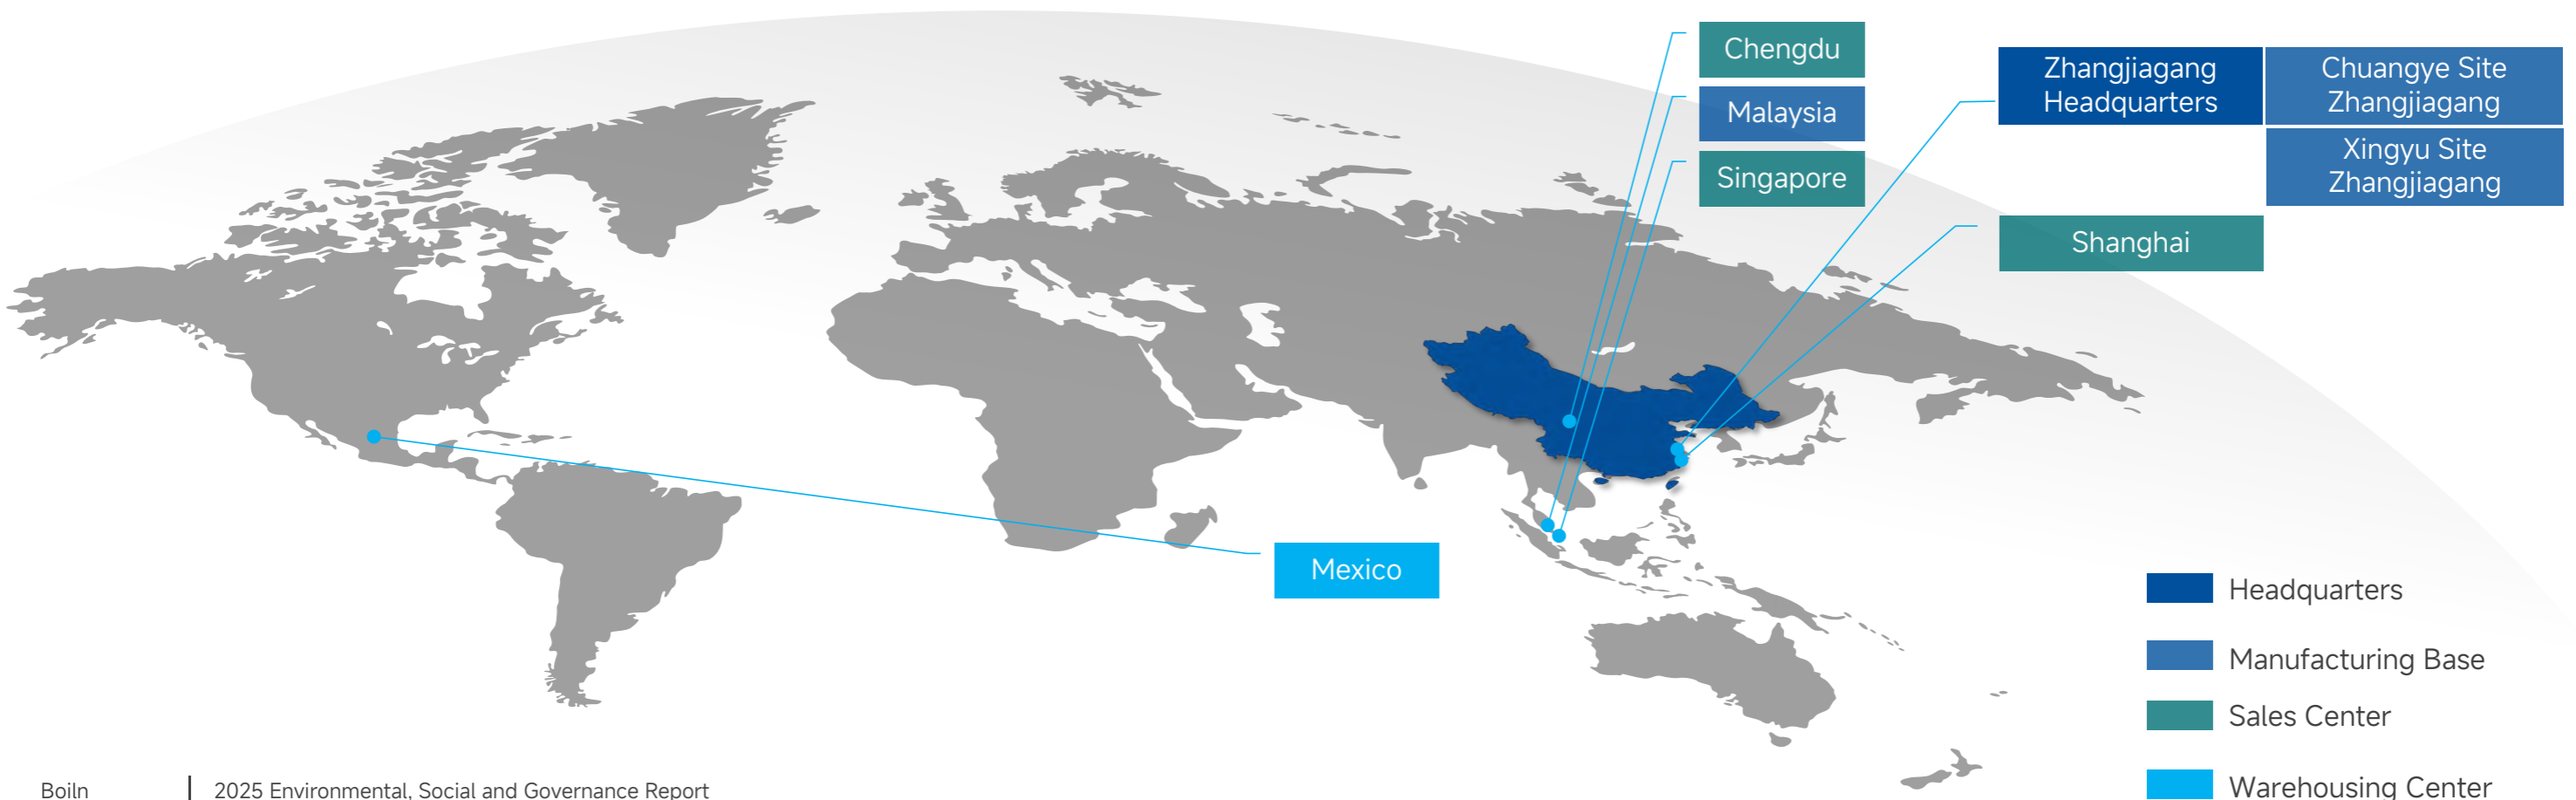 Chengdu
Malaysia
Singapore
Zhangjiagang
Headquarters
Chuangye Site
Zhangjiagang
Xingyu Site
Zhangjiagang
Shanghai
Mexico
Headquarters
Manufacturing Base
Sales Center
Warehousing Center
Boiln
2025 Environmental, Social and Governance Report